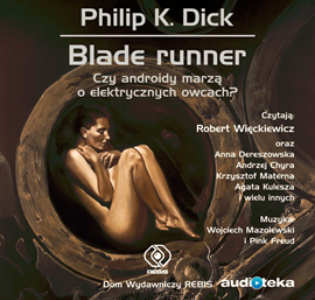 Philip K. Dick
Blade runner
Czy androidy marzą
o elektrycznych owcach?
Czytają:
Robert Więckiewicz
oraz
Anna Dereszowska
Andrzej Chyra
Krzysztof Materna
Agata Kulesza
i wielu innych
Muzyka:
Wojciech Mazolewski
i Pink Freud
REBIS
Dom Wydawniczy REBIS
audioteka